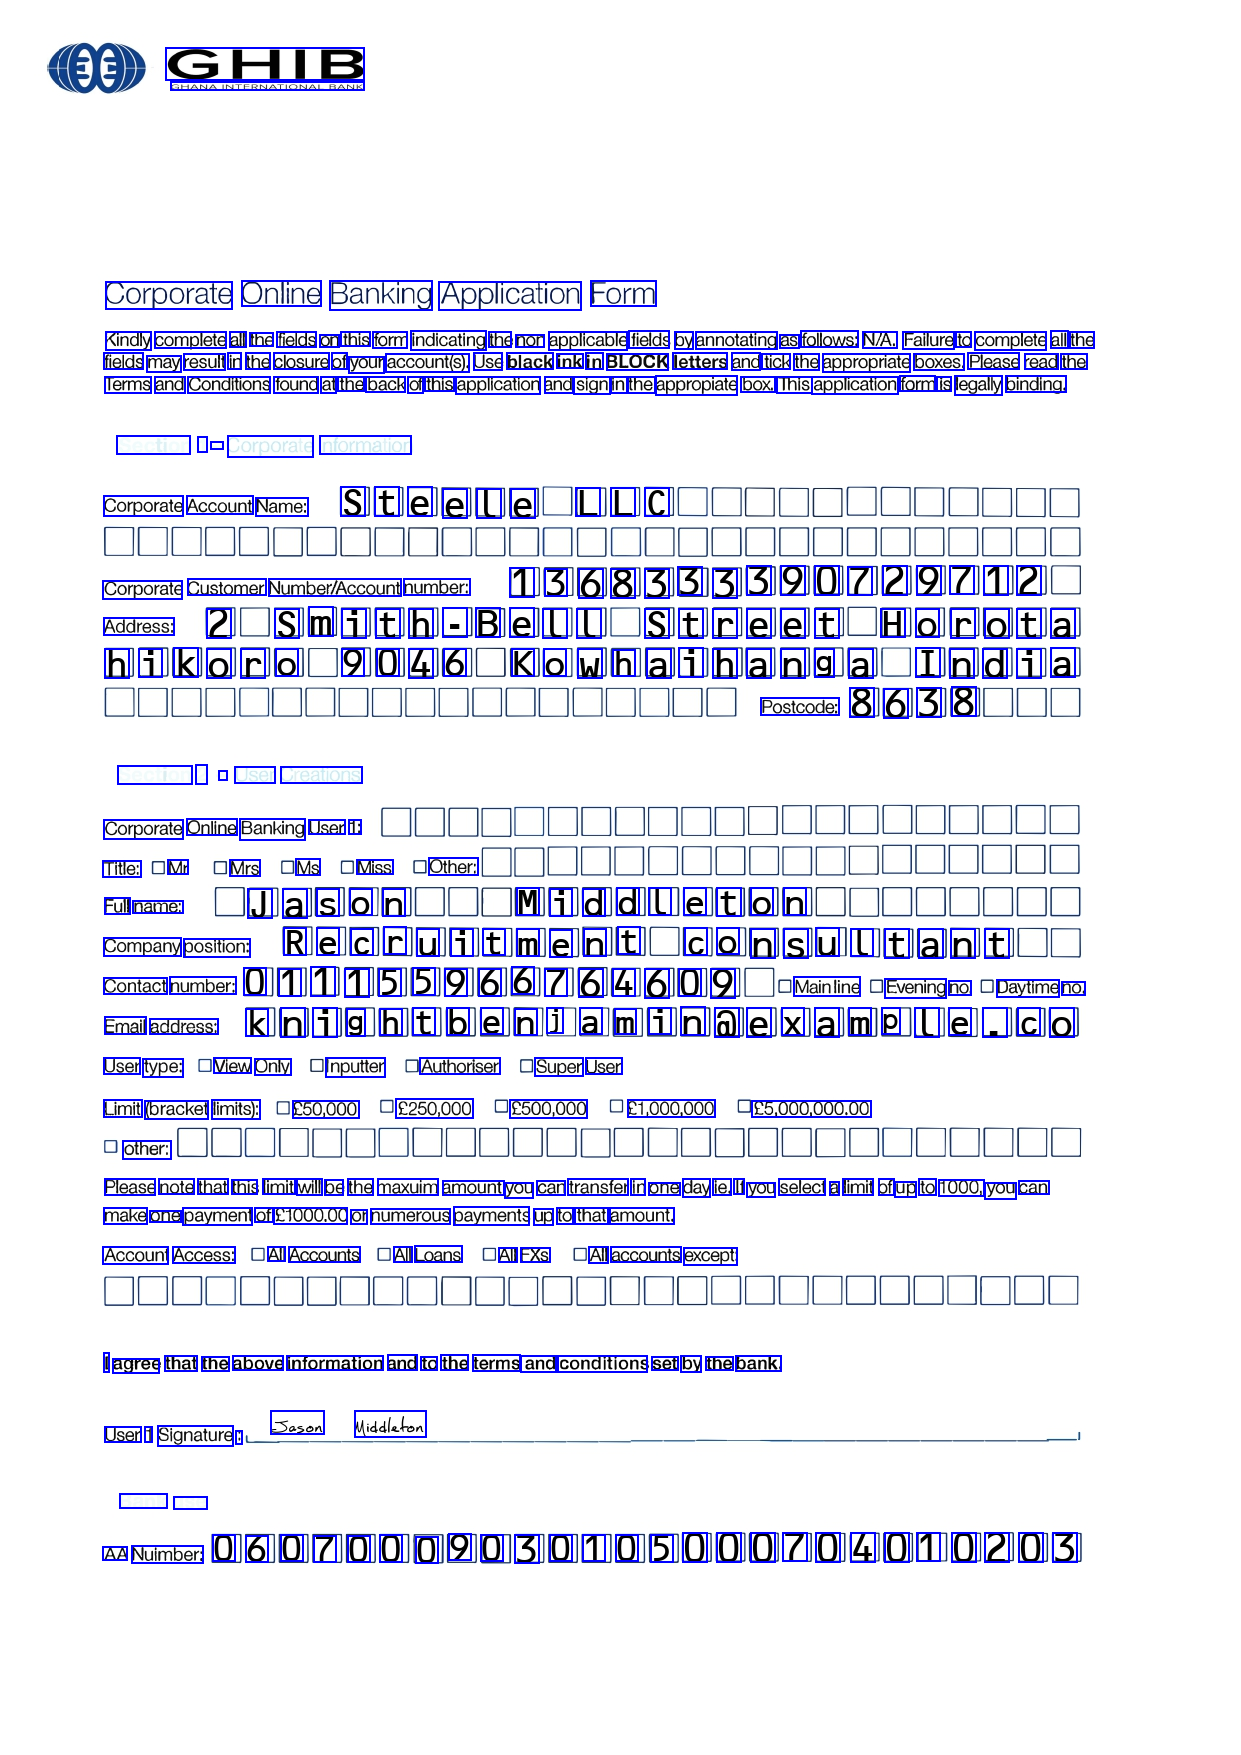 GHIB
GHANA INTERNATIONAL BANK
Corporate Online Banking Application Form
Kindly complete all the fields on this form indicating the non applicable fields by annotating as follows: N/A. Failure to complete all the
fields may result in the closure of your account(s). Use black ink in BLOCK letters and tick the appropriate boxes. Please read the
Terms and Conditions found at the back of this application and sign in the appropiate box. This application form is legally binding.
Section - Corporate Information
Corporate Account Name: Steele LLC
Corporate Customer Number/Account number: 136833390729712
Address: 2 Smith-Bell Street Horota
hikoro 9046 Kowhaihanga India
Postcode: 8638
Section - User Creations
Corporate Online Banking User 1:
Title: Mr Mrs Ms Miss Other:
Full name: Jason Middleton
Company position: Recruitment consultant
Contact number: 011155966764609 Main line Evening no Daytime no.
Email address: knightbenjamin@example.co
User type: View Only Inputter Authoriser Super User
Limit (bracket limits): £50,000 £250,000 £500,000 £1,000,000 £5,000,000.00
other:
Please note that this limit will be the maxuim amount you can transfer in one day ie. If you select a limit of up to 1000, you can
make one payment of £1000.00 or numerous payments up to that amount.
Account Access: All Accounts All Loans All FXs All accounts except
I agree that the above information and to the terms and conditions set by the bank.
User 1 Signature : Jason Middleton
AA Nuimber: 06070009030105000704010203